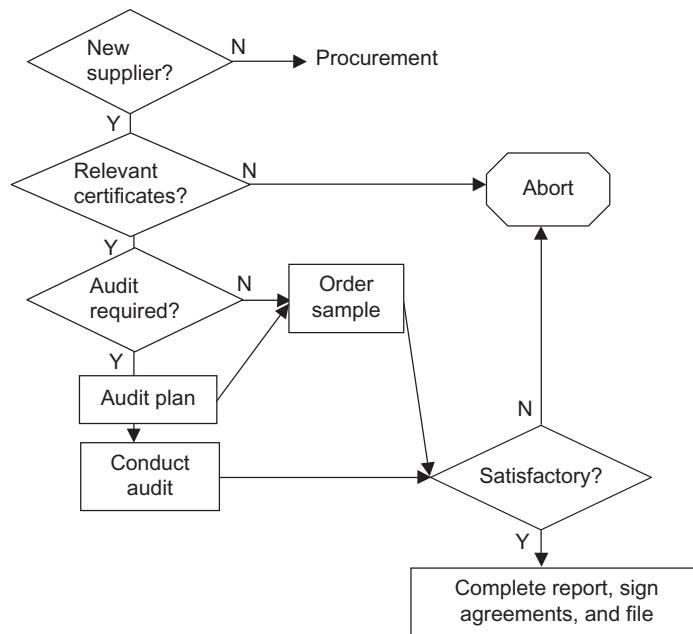 New
supplier?
N
Procurement
Y
Relevant
certificates?
N
Abort
Y
Audit
required?
N
Order
sample
Y
Audit plan
N
Conduct
audit
Satisfactory?
Y
Complete report, sign
agreements, and file